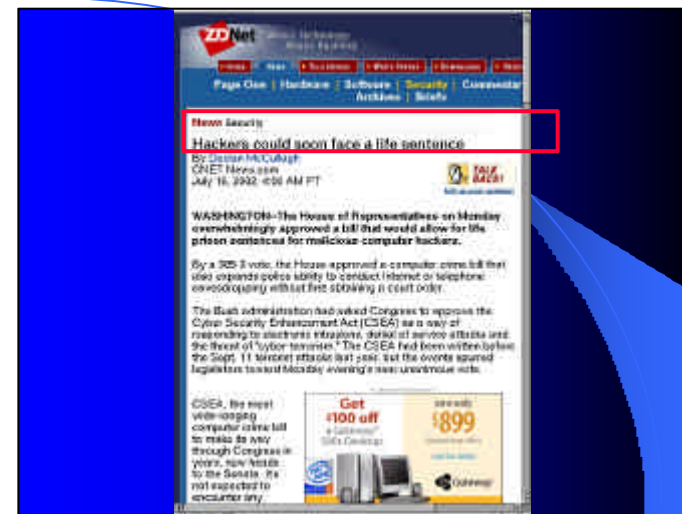 ZDNet
Where Technology
Means Business
News
Page One | Hardware | Software | Security | Commentar
Archives | Briefs
News Security
Hackers could soon face a life sentence
By Declan McCullagh
CNET News.com
July 16, 2002, 4:00 AM PT
TALK
BACK!
WASHINGTON--The House of Representatives on Monday
overwhelmingly approved a bill that would allow for life
prison sentences for malicious computer hackers.
By a 385-3 vote, the House approved a computer crime bill that
also expands police ability to conduct Internet or telephone
eavesdropping without first obtaining a court order.
The Bush administration had asked Congress to approve the
Cyber Security Enhancement Act (CSEA) as a way of
responding to electronic intrusions, denial of service attacks and
the threat of "cyber-terrorism." The CSEA had been written before
the Sept. 11 terrorist attacks last year, but the events spurred
legislators toward Monday evening's near-unanimous vote.
CSEA, the most
wide-ranging
computer crime bill
to make its way
through Congress in
years, now heads
to the Senate. It's
not expected to
encounter any
Get
$100 off
a Gateway
Desktop
$899
Gateway